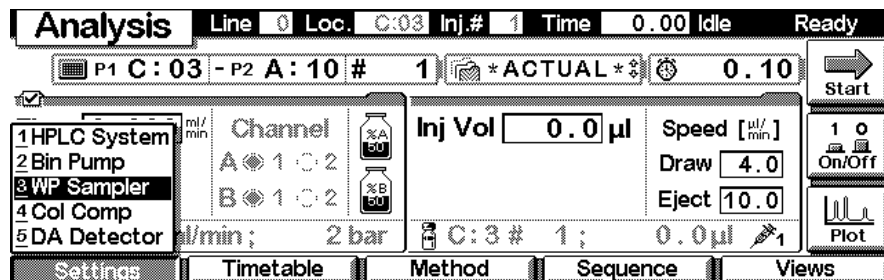 Analysis Line 0 Loc. C:03 Inj.# 1 Time 0.00 Idle Ready
P1 C:03 - P2 A:10 # 1 *ACTUAL* 0.10
Start
ml/min Channel %A 50 Inj Vol 0.0 µl Speed [µl/min]
1 HPLC System
2 Bin Pump A 1 2 Draw 4.0
1 0
On/Off
3 WP Sampler B 1 2 %B 50 Eject 10.0
4 Col Comp
5 DA Detector l/min ; 2 bar C:3 # 1 ; 0.0µl 1
Plot
Settings Timetable Method Sequence Views